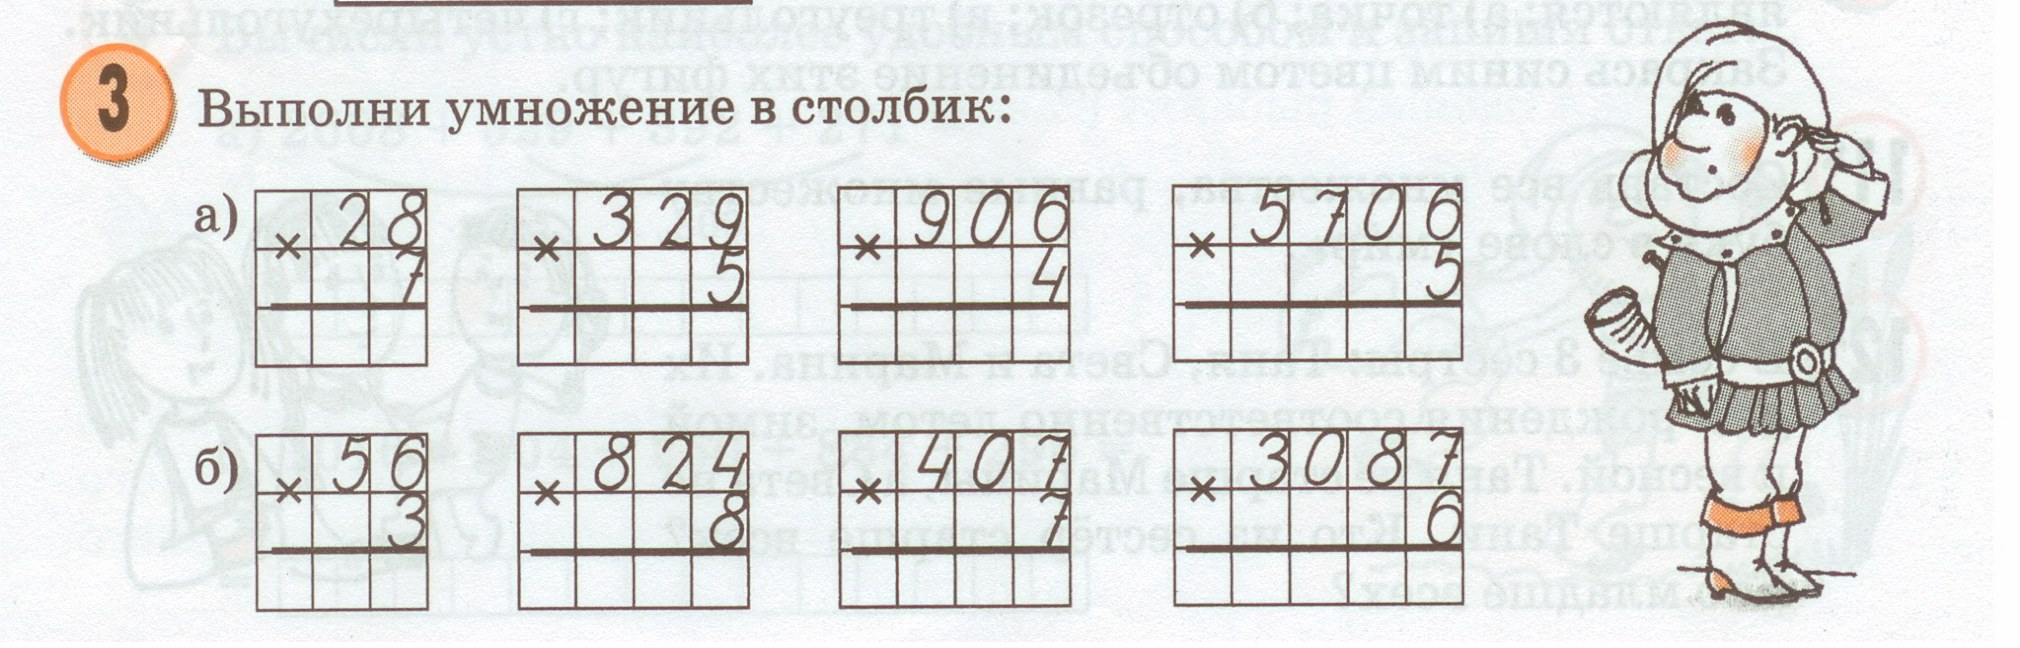 3 Выполни умножение в столбик:
а) × 28 × 329 × 906 × 5706
7 5 4 5
б) × 56 × 824 × 407 × 3087
3 8 7 6